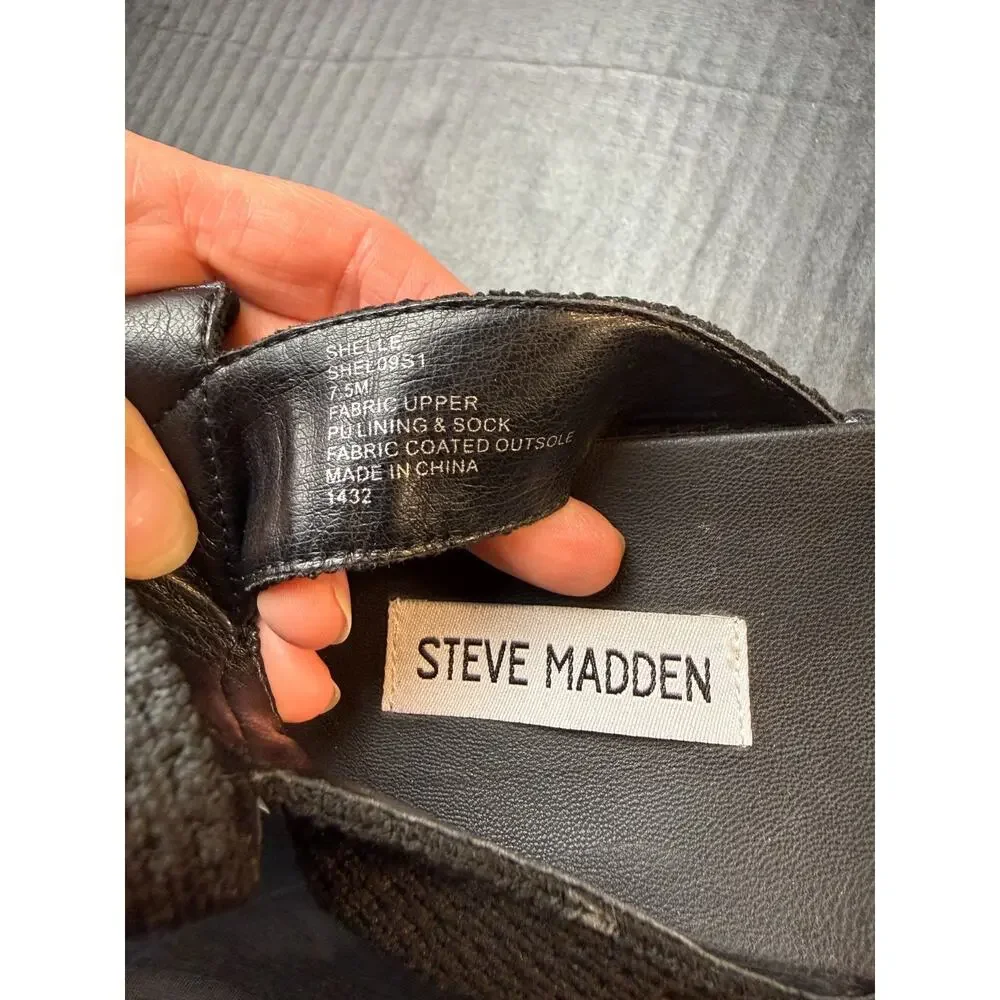 SHELLE
SHEL09S1
7.5M
FABRIC UPPER
PU LINING & SOCK
FABRIC COATED OUTSOLE
MADE IN CHINA
1432
STEVE MADDEN